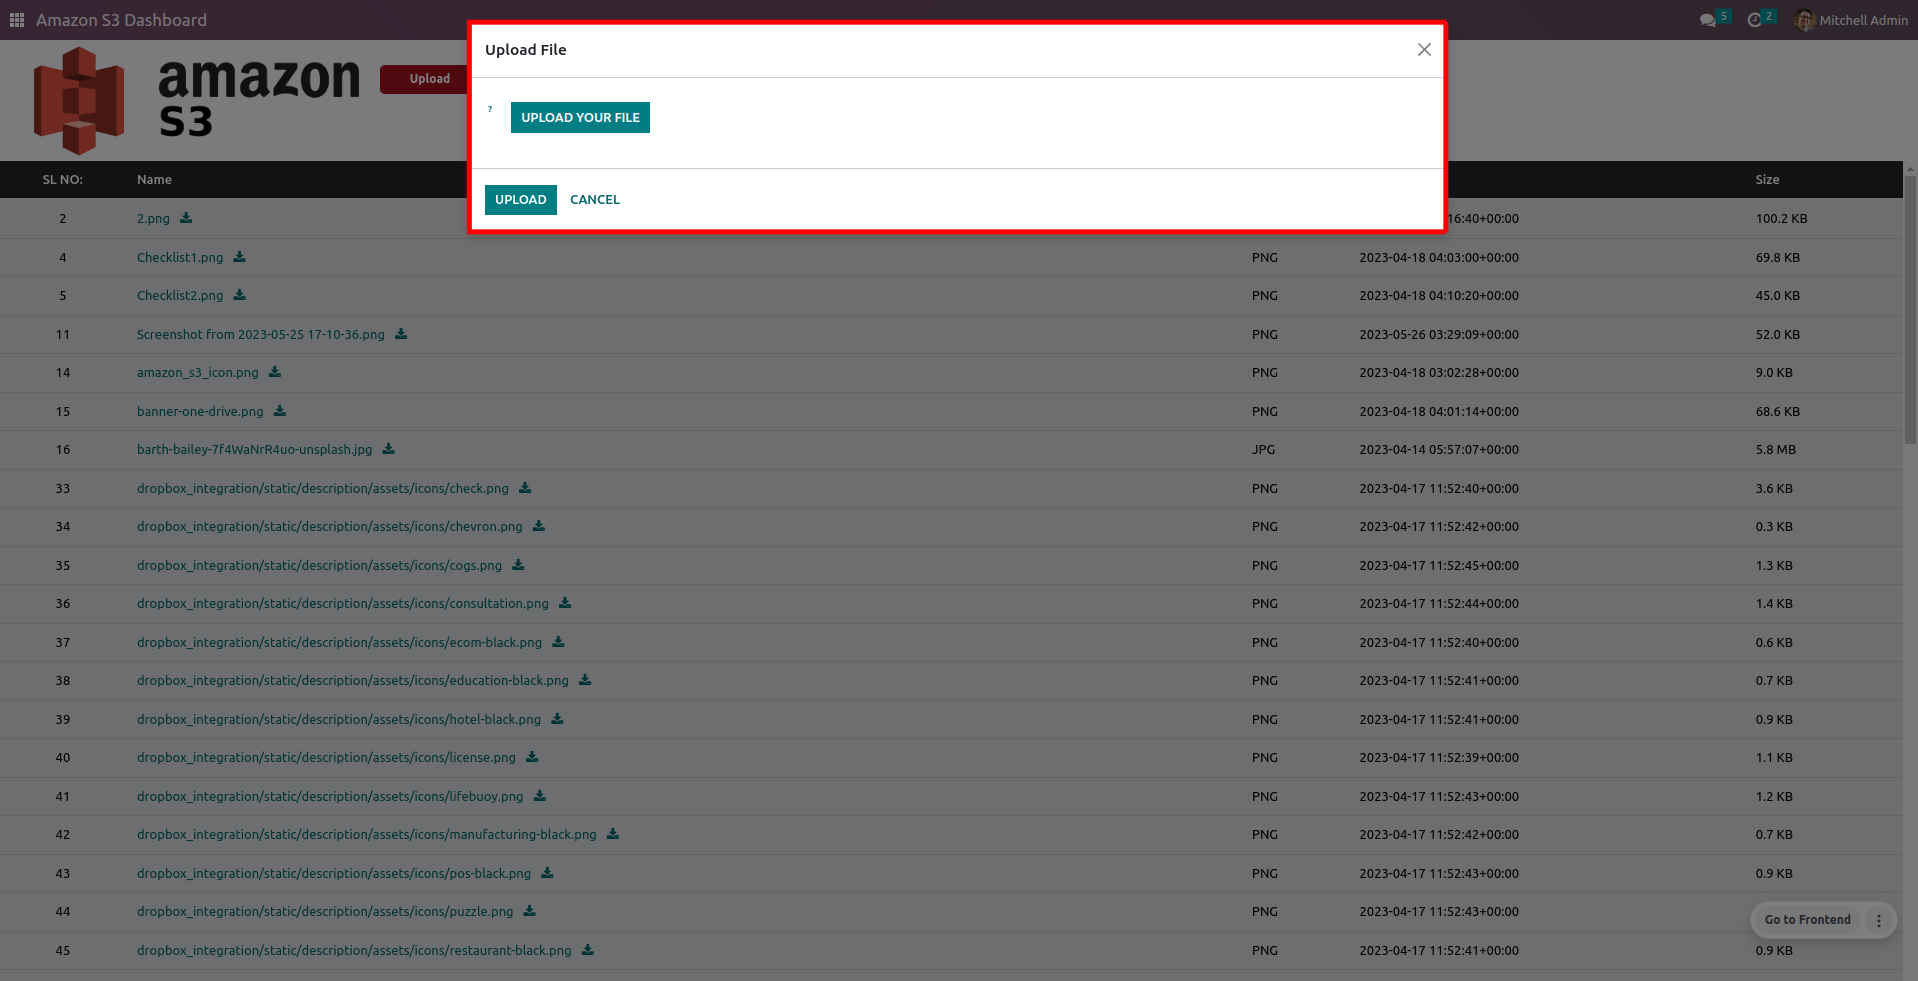 Amazon S3 Dashboard 5 2 Mitchell Admin
amazon
S3
Upload
Upload File
?
UPLOAD YOUR FILE
UPLOAD CANCEL
SL NO: Name Size
2 2.png 16:40+00:00 100.2 KB
4 Checklist1.png PNG 2023-04-18 04:03:00+00:00 69.8 KB
5 Checklist2.png PNG 2023-04-18 04:10:20+00:00 45.0 KB
11 Screenshot from 2023-05-25 17-10-36.png PNG 2023-05-26 03:29:09+00:00 52.0 KB
14 amazon_s3_icon.png PNG 2023-04-18 03:02:28+00:00 9.0 KB
15 banner-one-drive.png PNG 2023-04-18 04:01:14+00:00 68.6 KB
16 barth-bailey-7f4WaNrR4uo-unsplash.jpg JPG 2023-04-14 05:57:07+00:00 5.8 MB
33 dropbox_integration/static/description/assets/icons/check.png PNG 2023-04-17 11:52:40+00:00 3.6 KB
34 dropbox_integration/static/description/assets/icons/chevron.png PNG 2023-04-17 11:52:42+00:00 0.3 KB
35 dropbox_integration/static/description/assets/icons/cogs.png PNG 2023-04-17 11:52:45+00:00 1.3 KB
36 dropbox_integration/static/description/assets/icons/consultation.png PNG 2023-04-17 11:52:44+00:00 1.4 KB
37 dropbox_integration/static/description/assets/icons/ecom-black.png PNG 2023-04-17 11:52:40+00:00 0.6 KB
38 dropbox_integration/static/description/assets/icons/education-black.png PNG 2023-04-17 11:52:41+00:00 0.7 KB
39 dropbox_integration/static/description/assets/icons/hotel-black.png PNG 2023-04-17 11:52:41+00:00 0.9 KB
40 dropbox_integration/static/description/assets/icons/license.png PNG 2023-04-17 11:52:39+00:00 1.1 KB
41 dropbox_integration/static/description/assets/icons/lifebuoy.png PNG 2023-04-17 11:52:43+00:00 1.2 KB
42 dropbox_integration/static/description/assets/icons/manufacturing-black.png PNG 2023-04-17 11:52:42+00:00 0.7 KB
43 dropbox_integration/static/description/assets/icons/pos-black.png PNG 2023-04-17 11:52:43+00:00 0.9 KB
44 dropbox_integration/static/description/assets/icons/puzzle.png PNG 2023-04-17 11:52:43+00:00
Go to Frontend
45 dropbox_integration/static/description/assets/icons/restaurant-black.png PNG 2023-04-17 11:52:41+00:00 0.9 KB